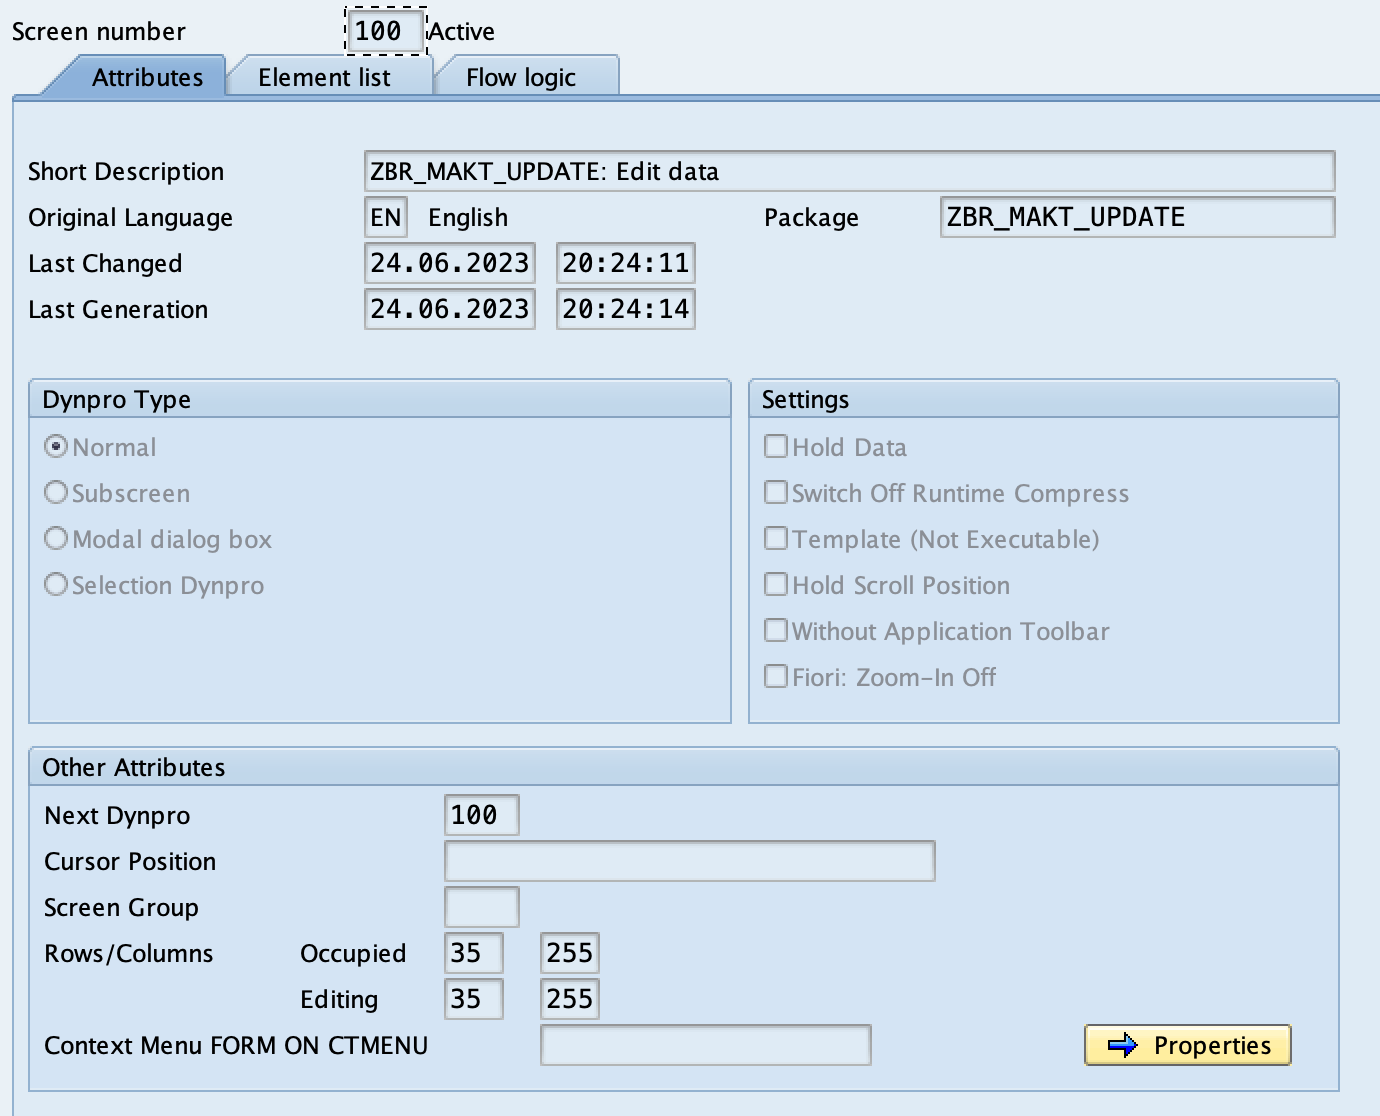 Screen number 100 Active
Attributes Element list Flow logic
Short Description ZBR_MAKT_UPDATE: Edit data
Original Language EN English Package ZBR_MAKT_UPDATE
Last Changed 24.06.2023 20:24:11
Last Generation 24.06.2023 20:24:14
Dynpro Type
Normal
Subscreen
Modal dialog box
Selection Dynpro
Settings
Hold Data
Switch Off Runtime Compress
Template (Not Executable)
Hold Scroll Position
Without Application Toolbar
Fiori: Zoom-In Off
Other Attributes
Next Dynpro 100
Cursor Position
Screen Group
Rows/Columns Occupied 35 255
Editing 35 255
Context Menu FORM ON CTMENU Properties